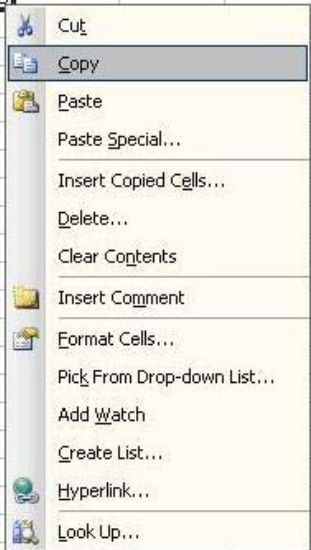 Cut
Copy
Paste
Paste Special...
Insert Copied Cells...
Delete...
Clear Contents
Insert Comment
Format Cells...
Pick From Drop-down List...
Add Watch
Create List...
Hyperlink...
Look Up...